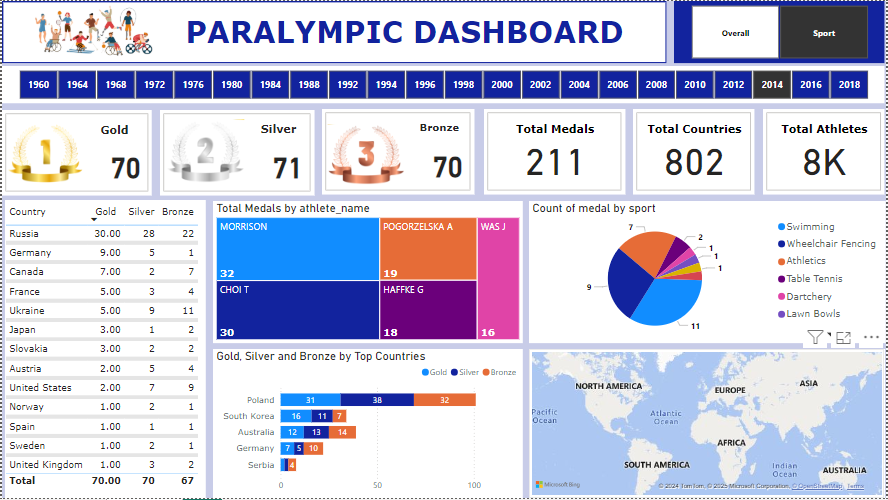 PARALYMPIC DASHBOARD
Overall Sport
1960 1964 1968 1972 1976 1980 1984 1988 1992 1994 1996 1998 2000 2002 2004 2006 2008 2010 2012 2014 2016 2018
1 Gold 70
2 Silver 71
3 Bronze 70
Total Medals
211
Total Countries
802
Total Athletes
8K
Country Gold Silver Bronze
Russia 30.00 28 22
Germany 9.00 5 1
Canada 7.00 2 7
France 5.00 3 4
Ukraine 5.00 9 11
Japan 3.00 1 2
Slovakia 3.00 2 2
Austria 2.00 5 4
United States 2.00 7 9
Norway 1.00 2 1
Spain 1.00 1 1
Sweden 1.00 2 1
United Kingdom 1.00 3 2
Total 70.00 70 67
Total Medals by athlete_name
MORRISON
32
CHOI T
30
POGORZELSKA A
19
HAFFKE G
18
WAS J
16
Count of medal by sport
7
2
1
1
1
9
11
Swimming
Wheelchair Fencing
Athletics
Table Tennis
Dartchery
Lawn Bowls
Gold, Silver and Bronze by Top Countries
Gold Silver Bronze
Poland 31 38 32
South Korea 16 11 7
Australia 12 13 14
Germany 7 5 10
Serbia 4
0 50 100
NORTH AMERICA
EUROPE
ASIA
Pacific
Ocean
Atlantic
Ocean
AFRICA
SOUTH AMERICA
Indian
Ocean
AUSTRALIA
Microsoft Bing
© 2024 TomTom, © 2025 Microsoft Corporation, © OpenStreetMap Terms